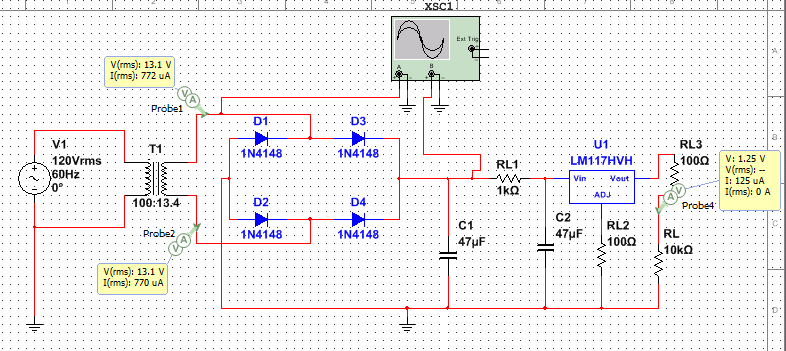 XSC1
Ext Trig
+
A
B
+
-
+
-
V(rms): 13.1 V
I(rms): 772 uA
V
A
Probe1
D1
1N4148
D3
1N4148
V1
120Vrms
60Hz
0°
T1
100:13.4
D2
1N4148
D4
1N4148
Probe2
V
A
V(rms): 13.1 V
I(rms): 770 uA
RL1
1kΩ
C1
47µF
C2
47µF
U1
LM117HVH
Vin
Vout
ADJ
RL2
100Ω
RL3
100Ω
V: 1.25 V
V(rms): --
I: 125 uA
I(rms): 0 A
A
V
Probe4
RL
10kΩ
A
B
C
D